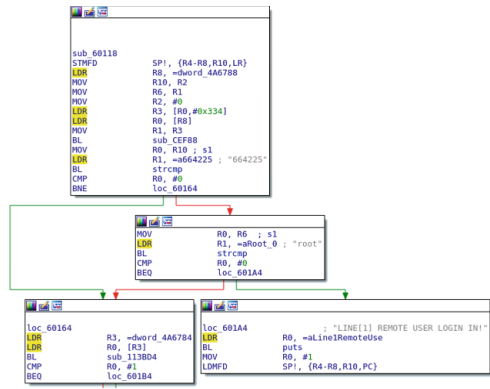 sub_60118
STMFD SP!, {R4-R8,R10,LR}
LDR R8, =dword_4A6788
MOV R10, R2
MOV R6, R1
MOV R2, #0
LDR R3, [R0,#0x334]
LDR R0, [R8]
MOV R1, R3
BL sub_CEF88
MOV R0, R10 ; s1
LDR R1, =a664225 ; "664225"
BL strcmp
CMP R0, #0
BNE loc_60164
MOV R0, R6 ; s1
LDR R1, =aRoot_0 ; "root"
BL strcmp
CMP R0, #0
BEQ loc_601A4
loc_60164
LDR R3, =dword_4A6784
LDR R0, [R3]
BL sub_113BD4
CMP R0, #1
BEQ loc_601B4
loc_601A4 ; "LINE[1] REMOTE USER LOGIN IN!"
LDR R0, =aLine1RemoteUse
BL puts
MOV R0, #1
LDMFD SP!, {R4-R8,R10,PC}